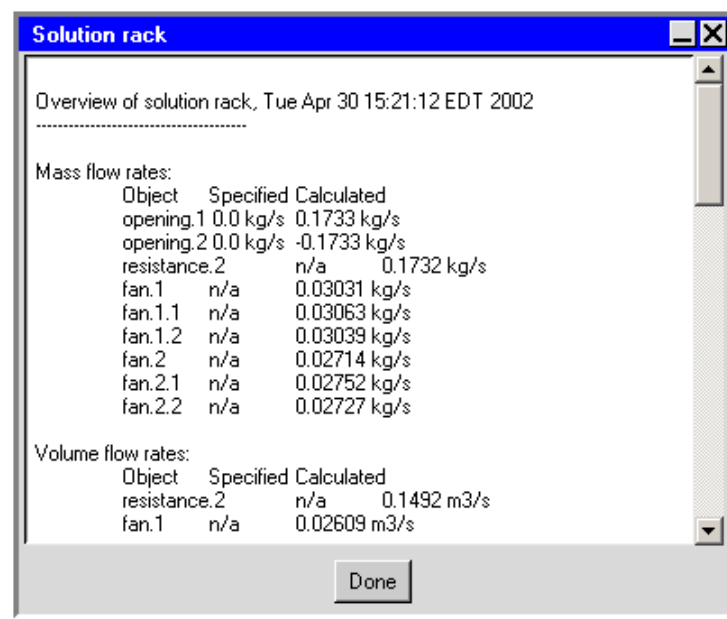 Solution rack
Overview of solution rack, Tue Apr 30 15:21:12 EDT 2002
---------------------------------------
Mass flow rates:
Object Specified Calculated
opening.1 0.0 kg/s 0.1733 kg/s
opening.2 0.0 kg/s -0.1733 kg/s
resistance.2 n/a 0.1732 kg/s
fan.1 n/a 0.03031 kg/s
fan.1.1 n/a 0.03063 kg/s
fan.1.2 n/a 0.03039 kg/s
fan.2 n/a 0.02714 kg/s
fan.2.1 n/a 0.02752 kg/s
fan.2.2 n/a 0.02727 kg/s
Volume flow rates:
Object Specified Calculated
resistance.2 n/a 0.1492 m3/s
fan.1 n/a 0.02609 m3/s
Done